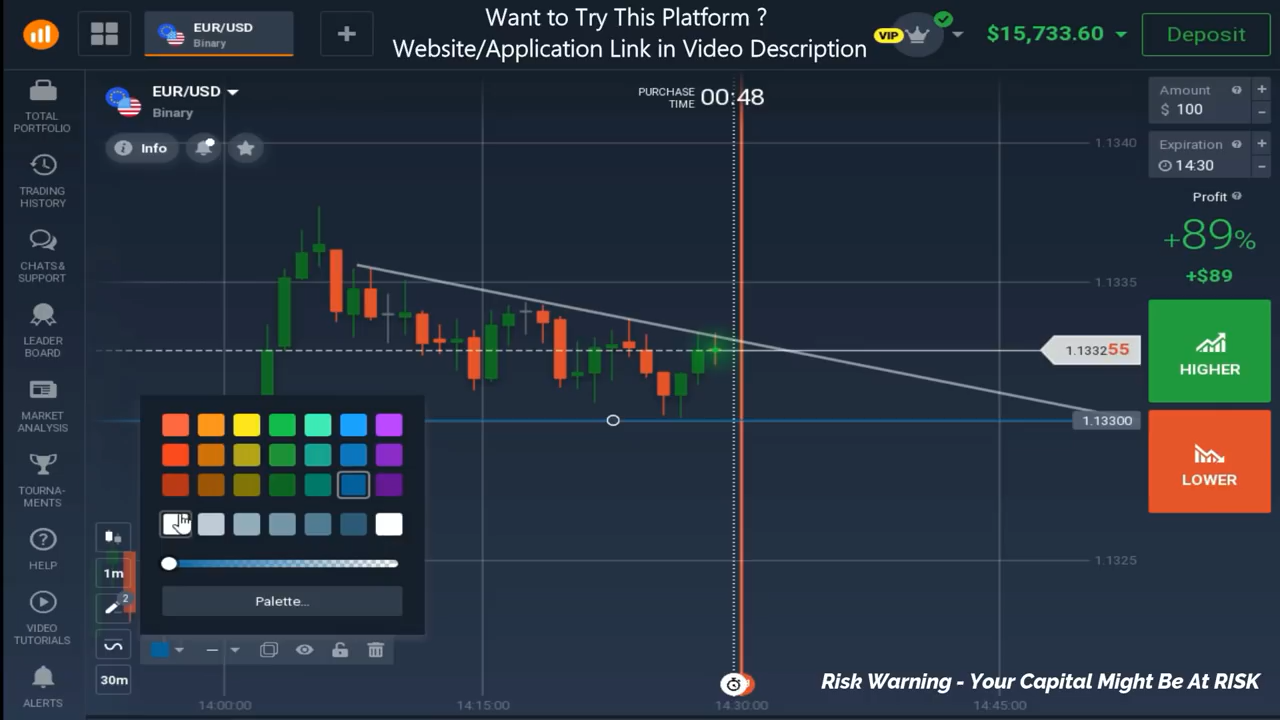 EUR/USD
Binary
Want to Try This Platform ?
Website/Application Link in Video Description
VIP
$15,733.60
Deposit
TOTAL
PORTFOLIO
TRADING
HISTORY
CHATS &
SUPPORT
LEADER
BOARD
MARKET
ANALYSIS
TOURNA-
MENTS
HELP
VIDEO
TUTORIALS
ALERTS
EUR/USD
Binary
Info
PURCHASE
TIME
00:48
1.1340
1.1335
1.133255
1.13300
1.1325
Amount
$ 100
Expiration
14:30
Profit
+89%
+$89
HIGHER
LOWER
1m
2
30m
Palette...
14:00:00
14:15:00
14:30:00
14:45:00
Risk Warning - Your Capital Might Be At RISK